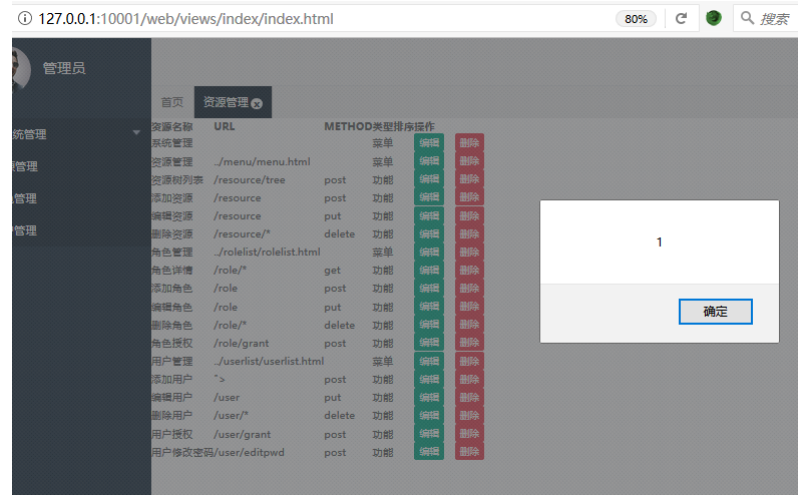 127.0.0.1:10001/web/views/index/index.html 80% 搜索
管理员
首页 资源管理
资源名称 URL METHOD类型排序操作
系统管理 菜单 编辑 删除
资源管理 ../menu/menu.html 菜单 编辑 删除
资源树列表 /resource/tree post 功能 编辑 删除
添加资源 /resource post 功能 编辑 删除
编辑资源 /resource put 功能 编辑 删除
删除资源 /resource/* delete 功能 编辑 删除
角色管理 ../rolelist/rolelist.html 菜单 编辑 删除
角色详情 /role/* get 功能 编辑 删除
添加角色 /role post 功能 编辑 删除
编辑角色 /role put 功能 编辑 删除
删除角色 /role/* delete 功能 编辑 删除
角色授权 /role/grant post 功能 编辑 删除
用户管理 ../userlist/userlist.html 菜单 编辑 删除
添加用户 "> post 功能 编辑 删除
编辑用户 /user put 功能 编辑 删除
删除用户 /user/* delete 功能 编辑 删除
用户授权 /user/grant post 功能 编辑 删除
用户修改密码/user/editpwd post 功能 编辑 删除
统管理
管理
管理
管理
1
确定